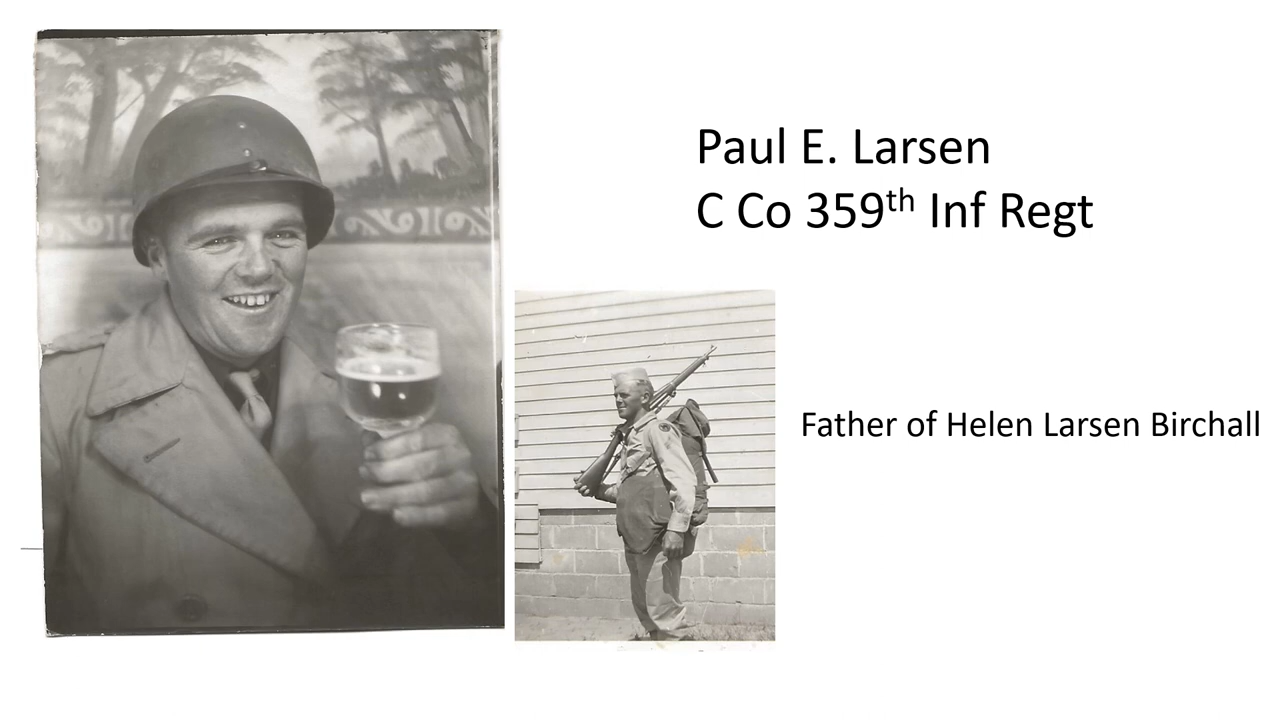 Paul E. Larsen
C Co 359th Inf Regt
Father of Helen Larsen Birchall